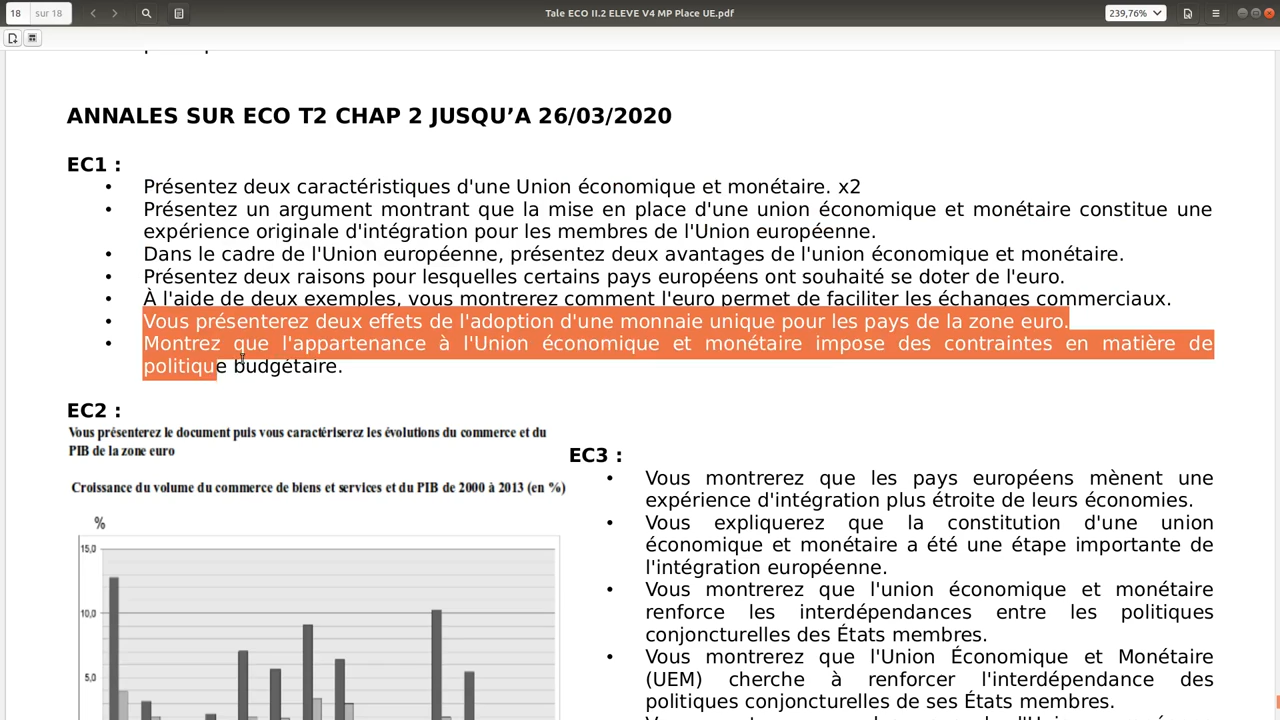 18 sur 18
Tale ECO II.2 ELEVE V4 MP Place UE.pdf
239,76%
ANNALES SUR ECO T2 CHAP 2 JUSQU’A 26/03/2020
EC1 :
• Présentez deux caractéristiques d'une Union économique et monétaire. x2
• Présentez un argument montrant que la mise en place d'une union économique et monétaire constitue une
expérience originale d'intégration pour les membres de l'Union européenne.
• Dans le cadre de l'Union européenne, présentez deux avantages de l'union économique et monétaire.
• Présentez deux raisons pour lesquelles certains pays européens ont souhaité se doter de l'euro.
• À l'aide de deux exemples, vous montrerez comment l'euro permet de faciliter les échanges commerciaux.
• Vous présenterez deux effets de l'adoption d'une monnaie unique pour les pays de la zone euro.
• Montrez que l'appartenance à l'Union économique et monétaire impose des contraintes en matière de
politique budgétaire.
EC2 :
Vous présenterez le document puis vous caractériserez les évolutions du commerce et du
PIB de la zone euro
Croissance du volume du commerce de biens et services et du PIB de 2000 à 2013 (en %)
%
15,0
10,0
5,0
EC3 :
• Vous montrerez que les pays européens mènent une
expérience d'intégration plus étroite de leurs économies.
• Vous expliquerez que la constitution d'une union
économique et monétaire a été une étape importante de
l'intégration européenne.
• Vous montrerez que l'union économique et monétaire
renforce les interdépendances entre les politiques
conjoncturelles des États membres.
• Vous montrerez que l'Union Économique et Monétaire
(UEM) cherche à renforcer l'interdépendance des
politiques conjoncturelles de ses États membres.